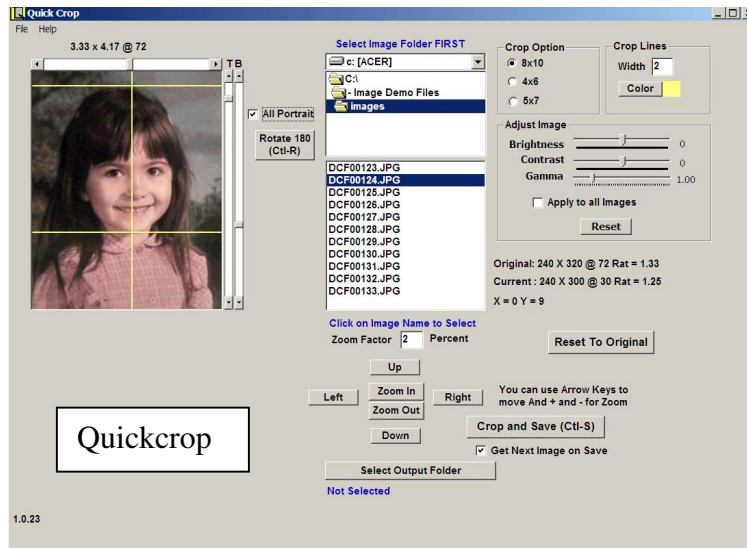 Quick Crop
File Help
3.33 x 4.17 @ 72
T B
All Portrait
Rotate 180
(Ctl-R)
Select Image Folder FIRST
c: [ACER]
C:\
- Image Demo Files
images
DCF00123.JPG
DCF00124.JPG
DCF00125.JPG
DCF00126.JPG
DCF00127.JPG
DCF00128.JPG
DCF00129.JPG
DCF00130.JPG
DCF00131.JPG
DCF00132.JPG
DCF00133.JPG
Click on Image Name to Select
Zoom Factor 2 Percent
Up
Left
Zoom In
Zoom Out
Right
Down
Select Output Folder
Not Selected
Crop Option
8x10
4x6
5x7
Crop Lines
Width 2
Color
Adjust Image
Brightness 0
Contrast 0
Gamma 1.00
Apply to all Images
Reset
Original: 240 X 320 @ 72 Rat = 1.33
Current : 240 X 300 @ 30 Rat = 1.25
X = 0 Y = 9
Reset To Original
You can use Arrow Keys to
move And + and - for Zoom
Crop and Save (Ctl-S)
Get Next Image on Save
Quickcrop
1.0.23